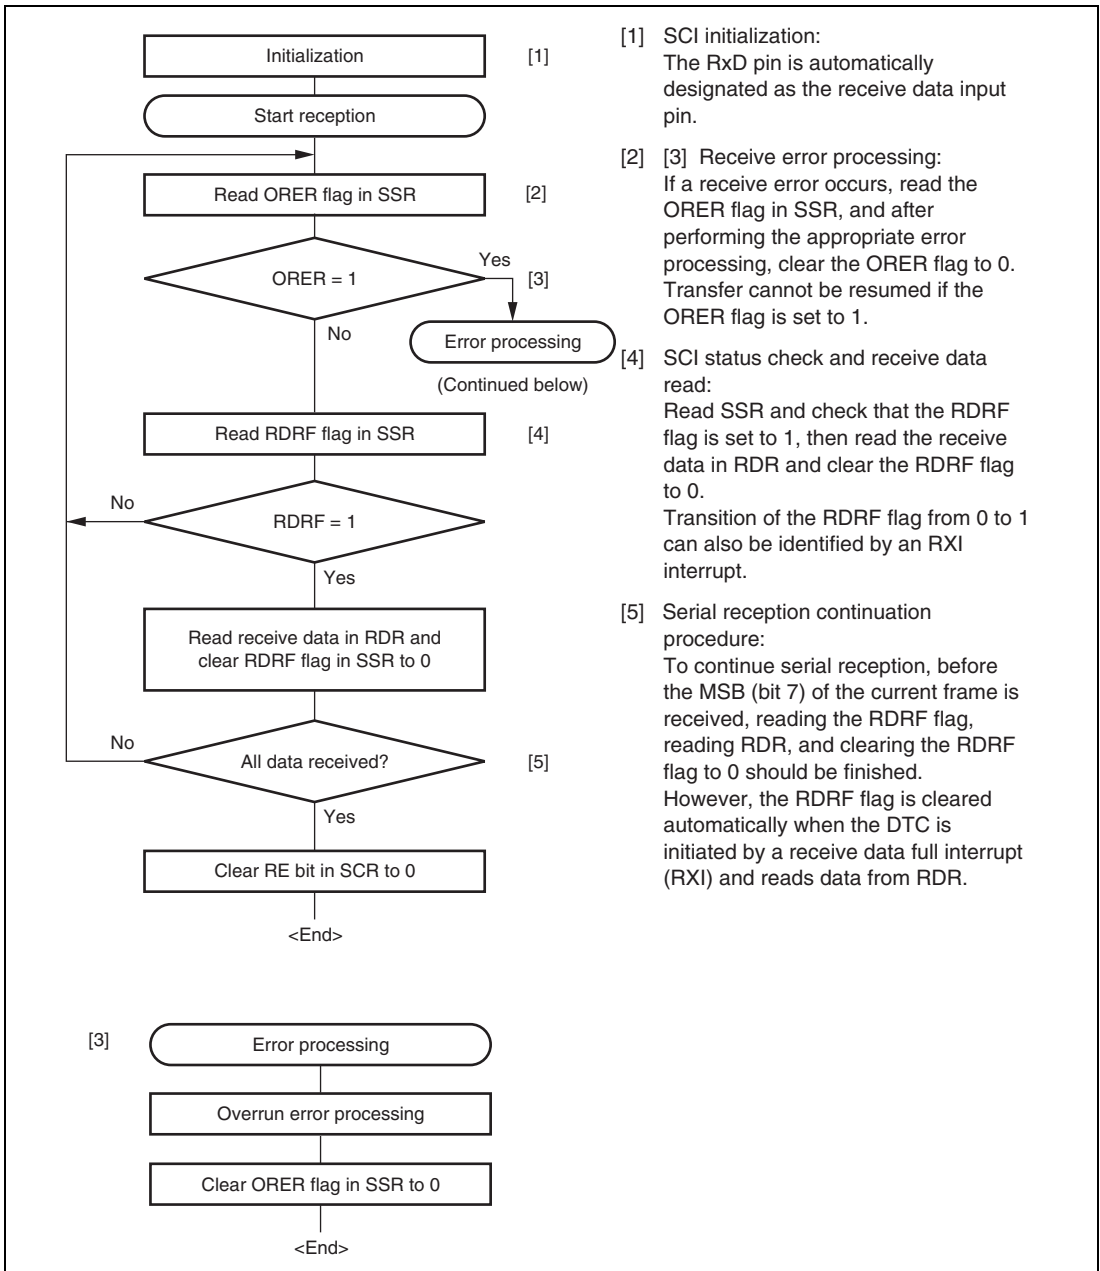 Initialization
[1]
Start reception
Read ORER flag in SSR
[2]
ORER = 1
Yes
[3]
No
Error processing
(Continued below)
Read RDRF flag in SSR
[4]
No
RDRF = 1
Yes
Read receive data in RDR and
clear RDRF flag in SSR to 0
No
All data received?
[5]
Yes
Clear RE bit in SCR to 0
<End>
[3]
Error processing
Overrun error processing
Clear ORER flag in SSR to 0
<End>
[1] SCI initialization:
The RxD pin is automatically
designated as the receive data input
pin.
[2] [3] Receive error processing:
If a receive error occurs, read the
ORER flag in SSR, and after
performing the appropriate error
processing, clear the ORER flag to 0.
Transfer cannot be resumed if the
ORER flag is set to 1.
[4] SCI status check and receive data
read:
Read SSR and check that the RDRF
flag is set to 1, then read the receive
data in RDR and clear the RDRF flag
to 0.
Transition of the RDRF flag from 0 to 1
can also be identified by an RXI
interrupt.
[5] Serial reception continuation
procedure:
To continue serial reception, before
the MSB (bit 7) of the current frame is
received, reading the RDRF flag,
reading RDR, and clearing the RDRF
flag to 0 should be finished.
However, the RDRF flag is cleared
automatically when the DTC is
initiated by a receive data full interrupt
(RXI) and reads data from RDR.